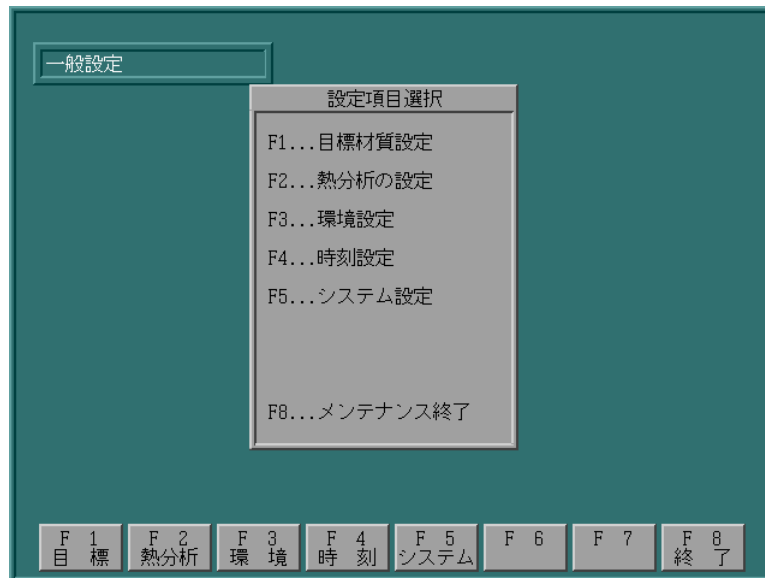 一般設定
設定項目選択
F1...目標材質設定
F2...熱分析の設定
F3...環境設定
F4...時刻設定
F5...システム設定
F8...メンテナンス終了
F 1 F 2 F 3 F 4 F 5 F 6 F 7 F 8
目 標 熱分析 環 境 時 刻 システム 終 了